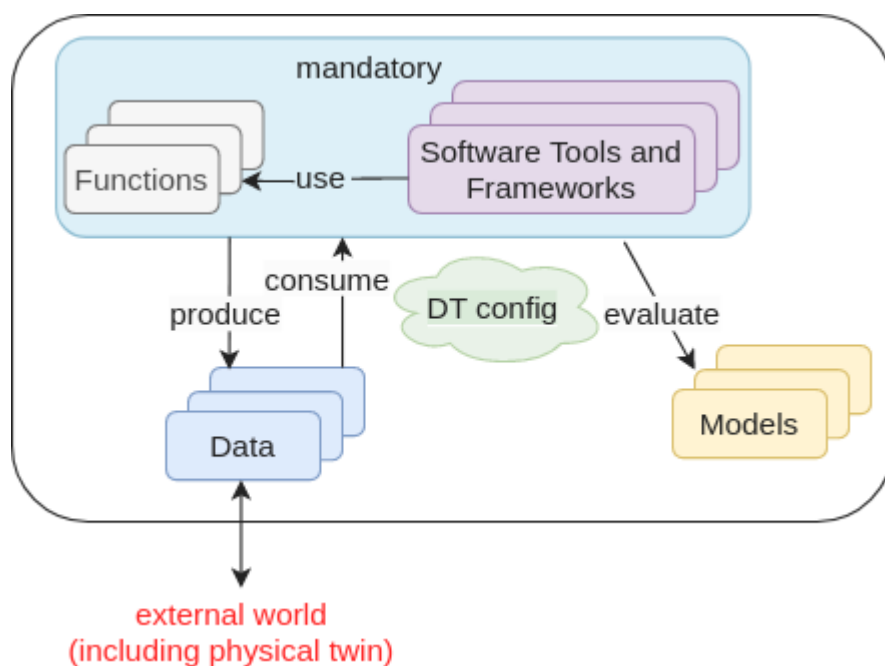 mandatory
Functions
use
Software Tools and
Frameworks
consume
produce
DT config
evaluate
Data
Models
external world
(including physical twin)